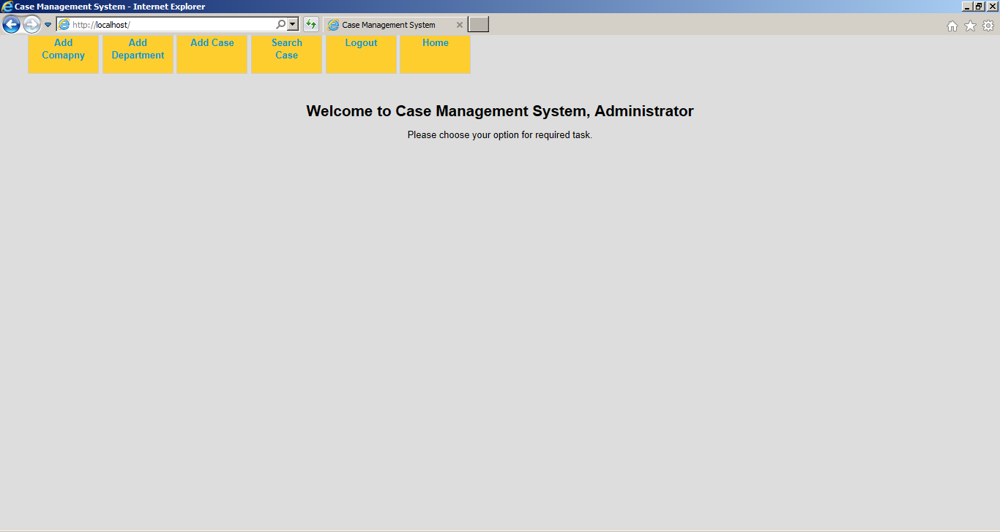 Case Management System - Internet Explorer
http://localhost/
Case Management System
Add
Comapny
Add
Department
Add Case
Search
Case
Logout
Home
Welcome to Case Management System, Administrator
Please choose your option for required task.